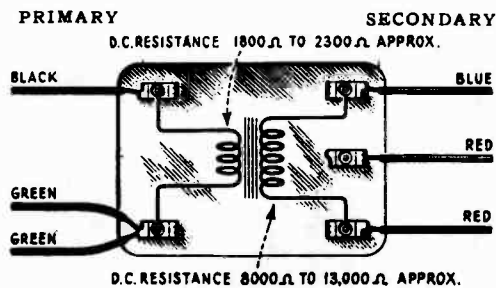 PRIMARY SECONDARY
D.C. RESISTANCE 1800Ω TO 2300Ω APPROX.
BLACK BLUE
RED
GREEN
RED
GREEN
D.C. RESISTANCE 8000Ω TO 13,000Ω APPROX.